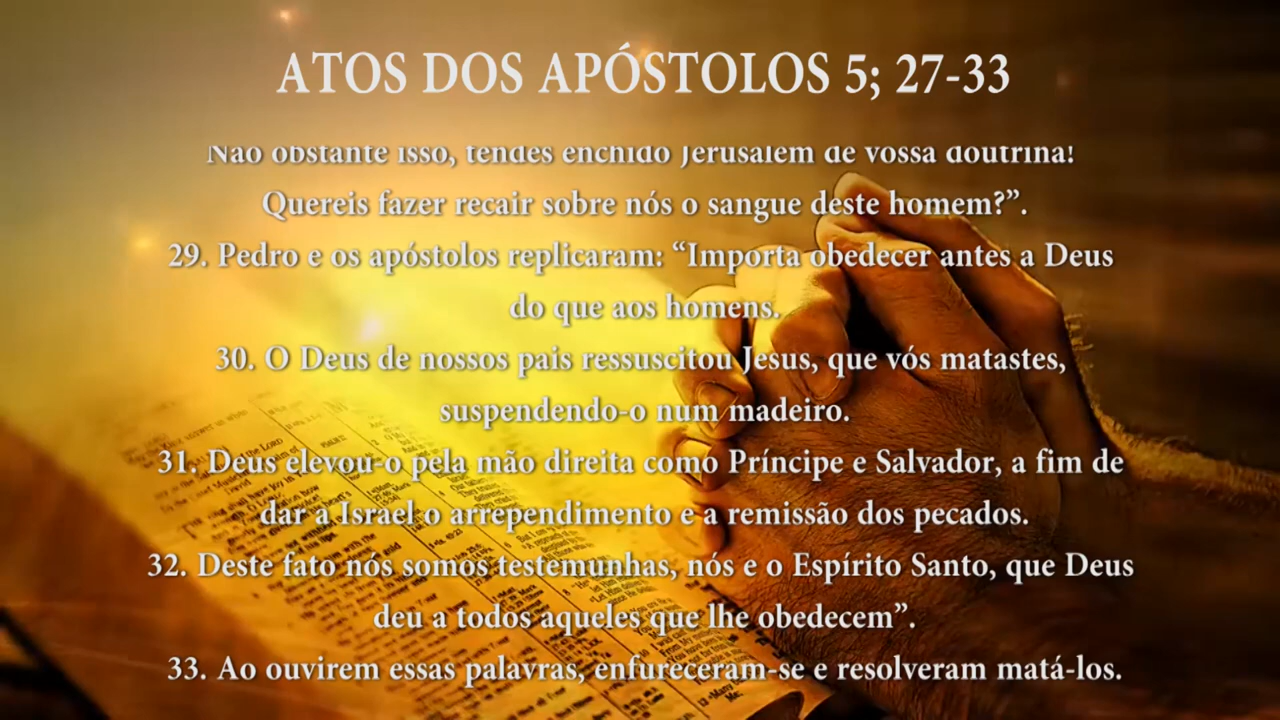 ATOS DOS APÓSTOLOS 5; 27-33
Não obstante isso, tendes enchido Jerusalém de vossa doutrina!
Quereis fazer recair sobre nós o sangue deste homem?”.
29. Pedro e os apóstolos replicaram: “Importa obedecer antes a Deus
do que aos homens.
30. O Deus de nossos pais ressuscitou Jesus, que vós matastes,
suspendendo-o num madeiro.
31. Deus elevou-o pela mão direita como Príncipe e Salvador, a fim de
dar a Israel o arrependimento e a remissão dos pecados.
32. Deste fato nós somos testemunhas, nós e o Espírito Santo, que Deus
deu a todos aqueles que lhe obedecem”.
33. Ao ouvirem essas palavras, enfureceram-se e resolveram matá-los.